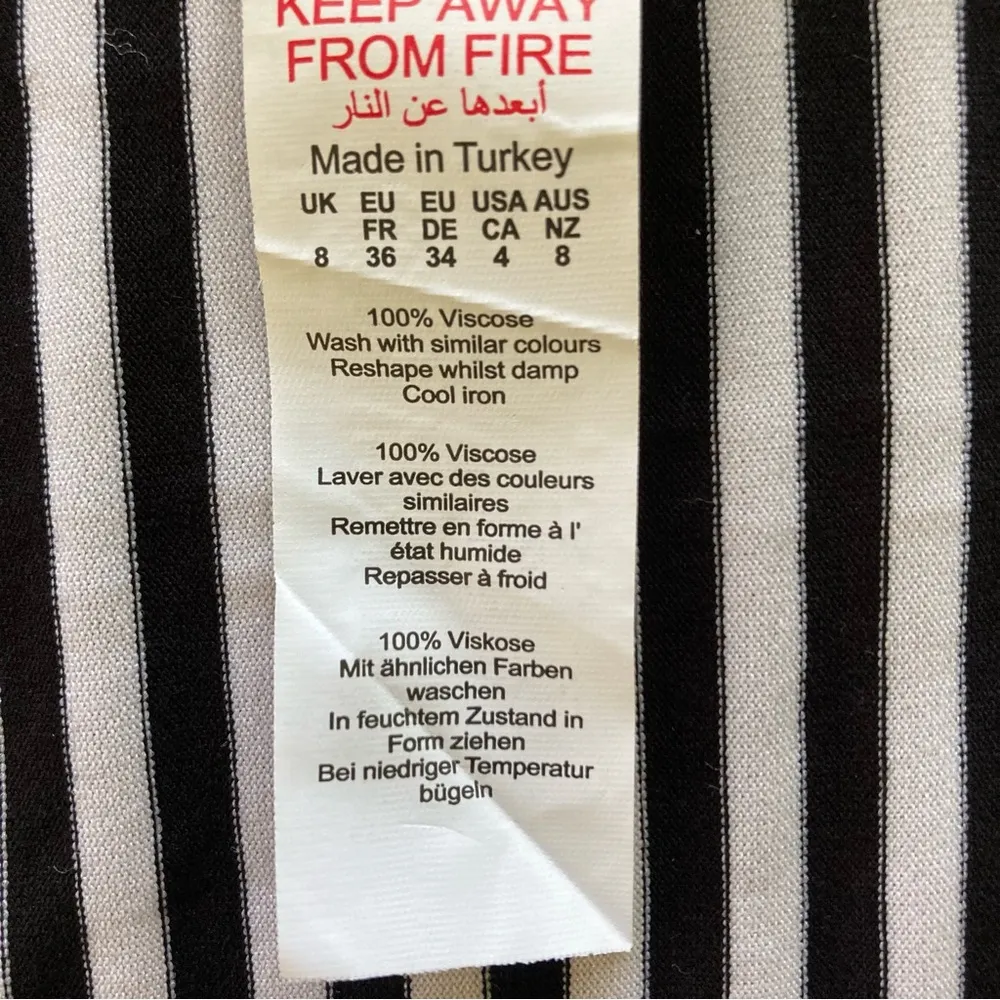 KEEP AWAY
FROM FIRE
أبعدها عن النار
Made in Turkey
UK EU EU USA AUS
FR DE CA NZ
8 36 34 4 8
100% Viscose
Wash with similar colours
Reshape whilst damp
Cool iron
100% Viscose
Laver avec des couleurs
similaires
Remettre en forme à l'
état humide
Repasser à froid
100% Viskose
Mit ähnlichen Farben
waschen
In feuchtem Zustand in
Form ziehen
Bei niedriger Temperatur
bügeln